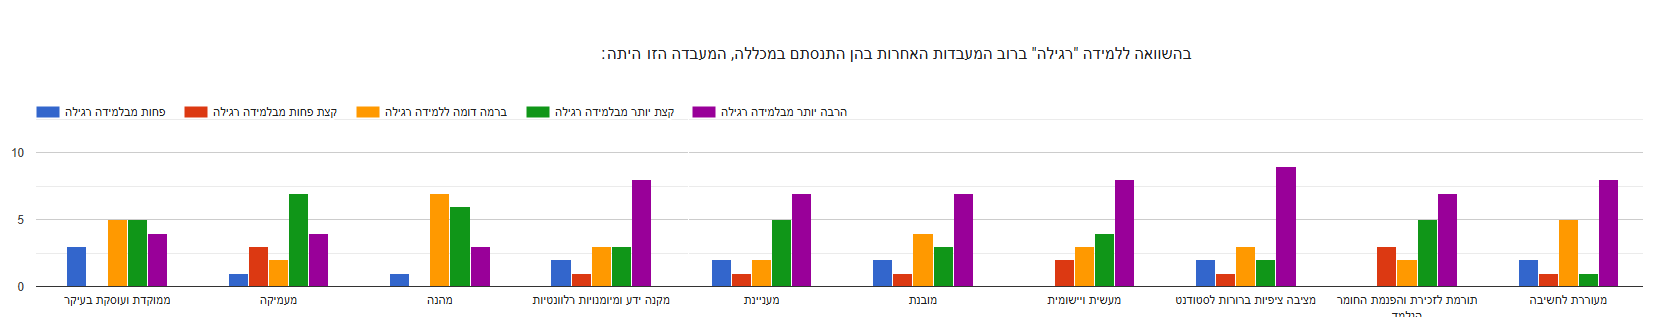 בהשוואה ללמידה "רגילה" ברוב המעבדות האחרות בהן התנסתם במכללה, המעבדה הזו היתה:
פחות מבלמידה רגילה
קצת פחות מבלמידה רגילה
ברמה דומה ללמידה רגילה
קצת יותר מבלמידה רגילה
הרבה יותר מבלמידה רגילה
10
5
0
ממוקדת ועוסקת בעיקר
מעמיקה
מהנה
מקנה ידע ומיומנויות רלוונטיות
מעניינת
מובנת
מעשית ויישומית
מציבה ציפיות ברורות לסטודנט
תורמת לזכירת והפנמת החומר
הנלמד
מעוררת לחשיבה